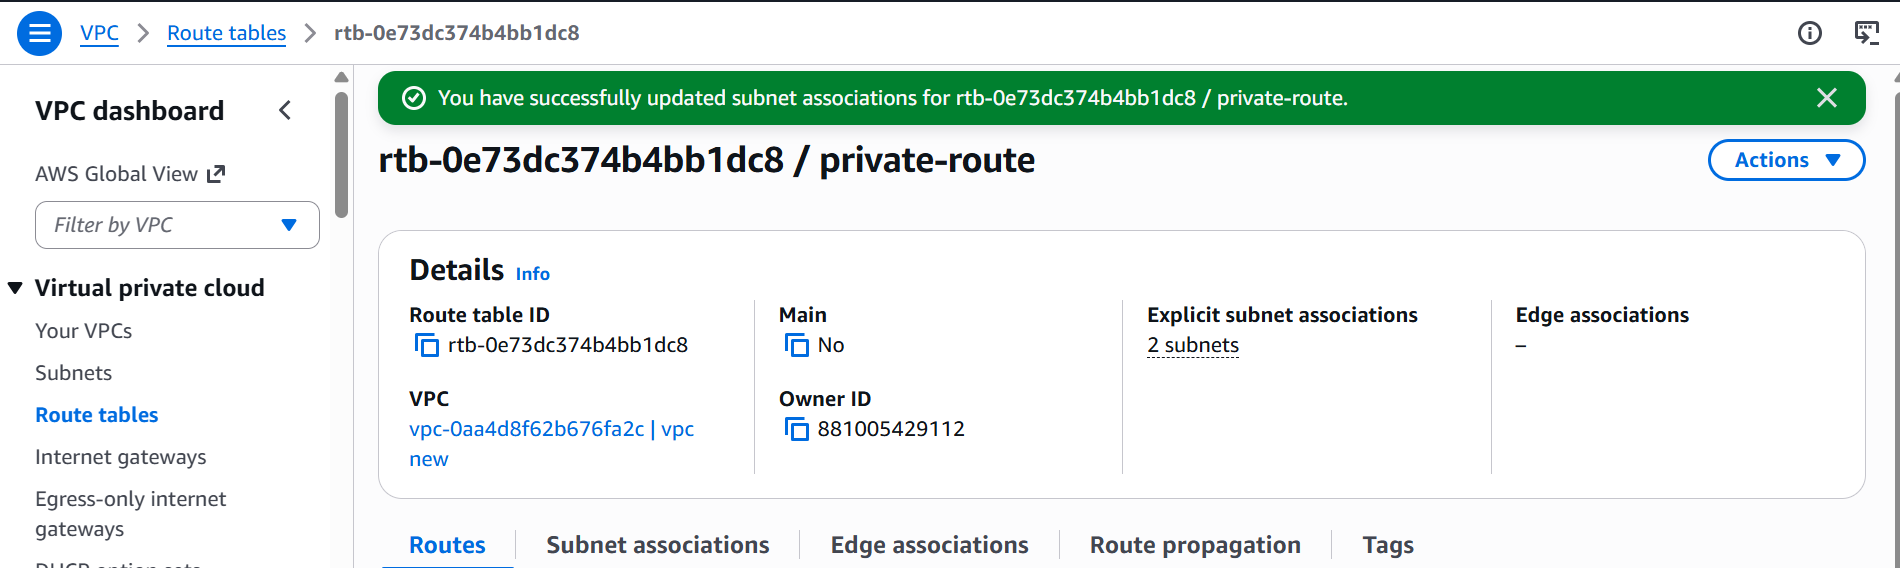 VPC > Route tables > rtb-0e73dc374b4bb1dc8
VPC dashboard
AWS Global View
Filter by VPC
Virtual private cloud
Your VPCs
Subnets
Route tables
Internet gateways
Egress-only internet
gateways
You have successfully updated subnet associations for rtb-0e73dc374b4bb1dc8 / private-route.
rtb-0e73dc374b4bb1dc8 / private-route
Actions
Details Info
Route table ID
rtb-0e73dc374b4bb1dc8
Main
No
Explicit subnet associations
2 subnets
Edge associations
–
VPC
vpc-0aa4d8f62b676fa2c | vpc
new
Owner ID
881005429112
Routes Subnet associations Edge associations Route propagation Tags